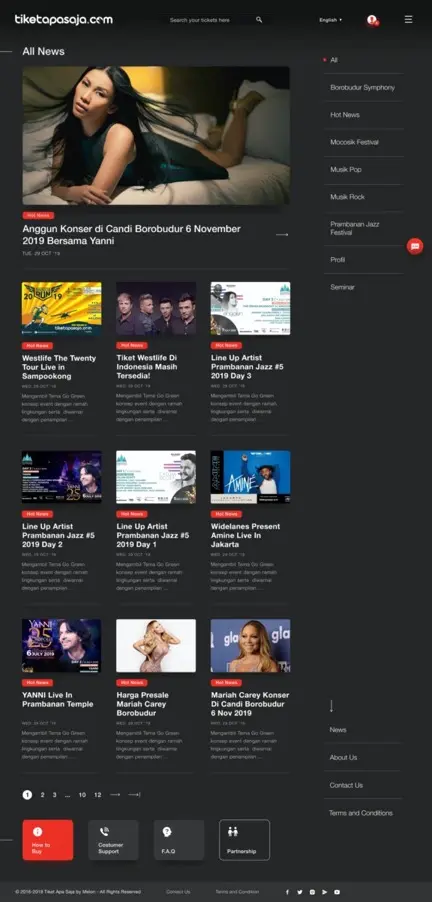 tiketapasaja.com
Search your tickets here
English
All News
All
Borobudur Symphony
Hot News
Mocosik Festival
Musik Pop
Musik Rock
Prambanan Jazz
Festival
Profil
Seminar
Hot News
Anggun Konser di Candi Borobudur 6 November
2019 Bersama Yanni
TUE, 29 OCT '19
Hot News
Westlife The Twenty
Tour Live in
Sampookong
WED, 24 OCT '19
Mengambil Tema Go Green
konsep event dengan ramah
lingkungan serta diwarnai
dengan penampilan ...
Hot News
Tiket Westlife Di
Indonesia Masih
Tersedia!
WED, 24 OCT '19
Mengambil Tema Go Green
konsep event dengan ramah
lingkungan serta diwarnai
dengan penampilan ...
Hot News
Line Up Artist
Prambanan Jazz #5
2019 Day 3
WED, 24 OCT '19
Mengambil Tema Go Green
konsep event dengan ramah
lingkungan serta diwarnai
dengan penampilan ...
Hot News
Line Up Artist
Prambanan Jazz #5
2019 Day 2
WED, 24 OCT '19
Mengambil Tema Go Green
konsep event dengan ramah
lingkungan serta diwarnai
dengan penampilan ...
Hot News
Line Up Artist
Prambanan Jazz #5
2019 Day 1
WED, 24 OCT '19
Mengambil Tema Go Green
konsep event dengan ramah
lingkungan serta diwarnai
dengan penampilan ...
AMINÉ
Hot News
Widelanes Present
Amine Live In
Jakarta
WED, 24 OCT '19
Mengambil Tema Go Green
konsep event dengan ramah
lingkungan serta diwarnai
dengan penampilan ...
YANNI
25
6 JULY 2019
Hot News
YANNI Live In
Prambanan Temple
WED, 24 OCT '19
Mengambil Tema Go Green
konsep event dengan ramah
lingkungan serta diwarnai
dengan penampilan ...
Hot News
Harga Presale
Mariah Carey
Borobudur
WED, 24 OCT '19
Mengambil Tema Go Green
konsep event dengan ramah
lingkungan serta diwarnai
dengan penampilan ...
glaad
Hot News
Mariah Carey Konser
Di Candi Borobudur
6 Nov 2019
WED, 24 OCT '19
Mengambil Tema Go Green
konsep event dengan ramah
lingkungan serta diwarnai
dengan penampilan ...
News
About Us
Contact Us
Terms and Conditions
1 2 3 ... 10 12
How to
Buy
Costumer
Support
F.A.Q
Partnership
© 2016-2018 Tiket Apa Saja by Melon - All Rights Reserved
Contact Us
Terms and Condition